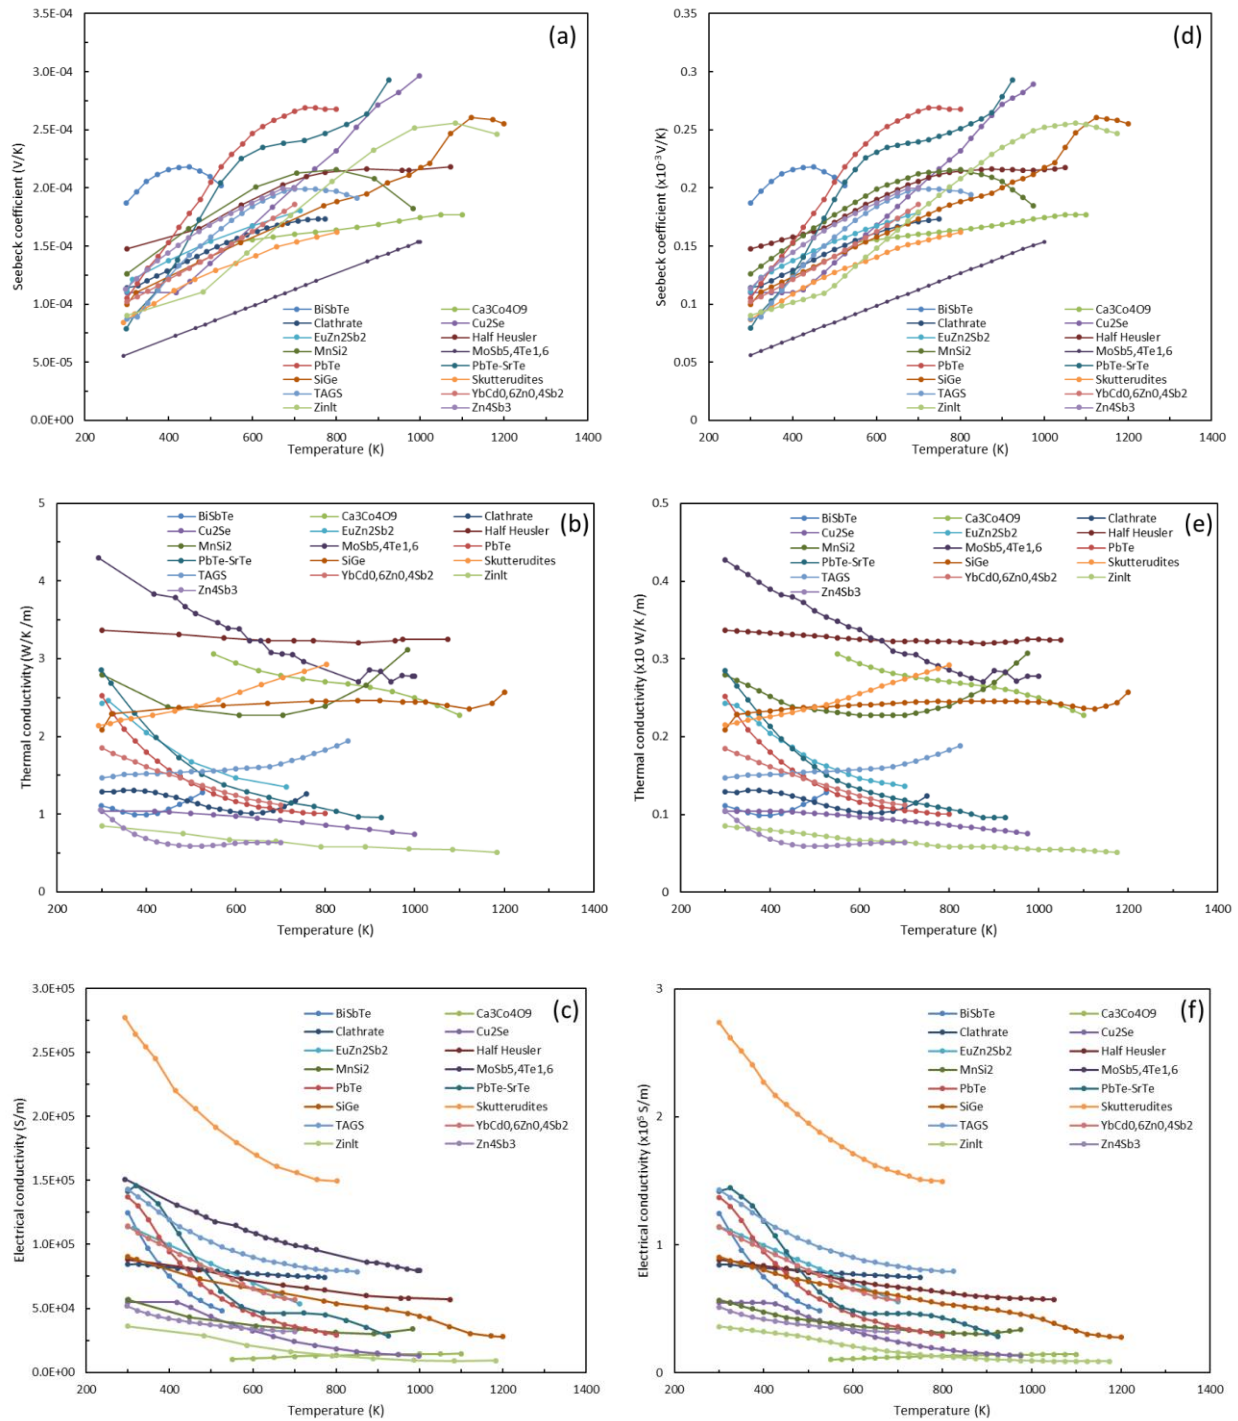 (a)
3.5E-04
3.0E-04
2.5E-04
2.0E-04
1.5E-04
1.0E-04
5.0E-05
0.0E+00
Seebeck coefficient (V/K)
BiSbTe Ca3Co4O9
Clathrate Cu2Se
EuZn2Sb2 Half Heusler
MnSi2 MoSb5,4Te1,6
PbTe PbTe-SrTe
SiGe Skutterudites
TAGS YbCd0,6Zn0,4Sb2
Zinlt Zn4Sb3
200 400 600 800 1000 1200 1400
Temperature (K)
(d)
0.35
0.3
0.25
0.2
0.15
0.1
0.05
0
Seebeck coefficient (x10⁻³ V/K)
BiSbTe Ca3Co4O9
Clathrate Cu2Se
EuZn2Sb2 Half Heusler
MnSi2 MoSb5,4Te1,6
PbTe PbTe-SrTe
SiGe Skutterudites
TAGS YbCd0,6Zn0,4Sb2
Zinlt Zn4Sb3
200 400 600 800 1000 1200 1400
Temperature (K)
(b)
5
4
3
2
1
0
Thermal conductivity (W/K /m)
BiSbTe Ca3Co4O9 Clathrate
Cu2Se EuZn2Sb2 Half Heusler
MnSi2 MoSb5,4Te1,6 PbTe
PbTe-SrTe SiGe Skutterudites
TAGS YbCd0,6Zn0,4Sb2 Zinlt
Zn4Sb3
200 400 600 800 1000 1200 1400
Temperature (K)
(e)
0.5
0.4
0.3
0.2
0.1
0
Thermal conductivity (x10 W/K /m)
BiSbTe Ca3Co4O9 Clathrate
Cu2Se EuZn2Sb2 Half Heusler
MnSi2 MoSb5,4Te1,6 PbTe
PbTe-SrTe SiGe Skutterudites
TAGS YbCd0,6Zn0,4Sb2 Zinlt
Zn4Sb3
200 400 600 800 1000 1200 1400
Temperature (K)
(c)
3.0E+05
2.5E+05
2.0E+05
1.5E+05
1.0E+05
5.0E+04
0.0E+00
Electrical conductivity (S/m)
BiSbTe Ca3Co4O9
Clathrate Cu2Se
EuZn2Sb2 Half Heusler
MnSi2 MoSb5,4Te1,6
PbTe PbTe-SrTe
SiGe Skutterudites
TAGS YbCd0,6Zn0,4Sb2
Zinlt Zn4Sb3
200 400 600 800 1000 1200 1400
Temperature (K)
(f)
3
2
1
0
Electrical conductivity (x10⁵ S/m)
BiSbTe Ca3Co4O9
Clathrate Cu2Se
EuZn2Sb2 Half Heusler
MnSi2 MoSb5,4Te1,6
PbTe PbTe-SrTe
SiGe Skutterudites
TAGS YbCd0,6Zn0,4Sb2
Zinlt Zn4Sb3
200 400 600 800 1000 1200 1400
Temperature (K)